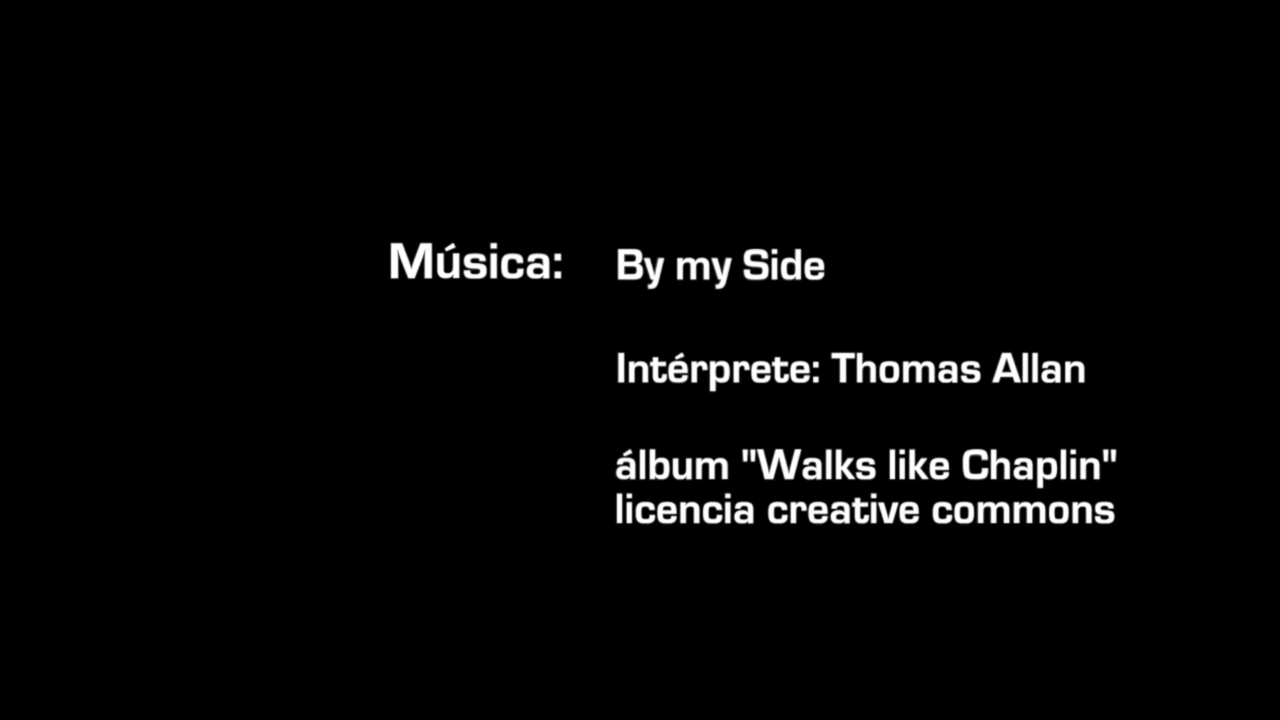 Música: By my Side
Intérprete: Thomas Allan
álbum "Walks like Chaplin"
licencia creative commons